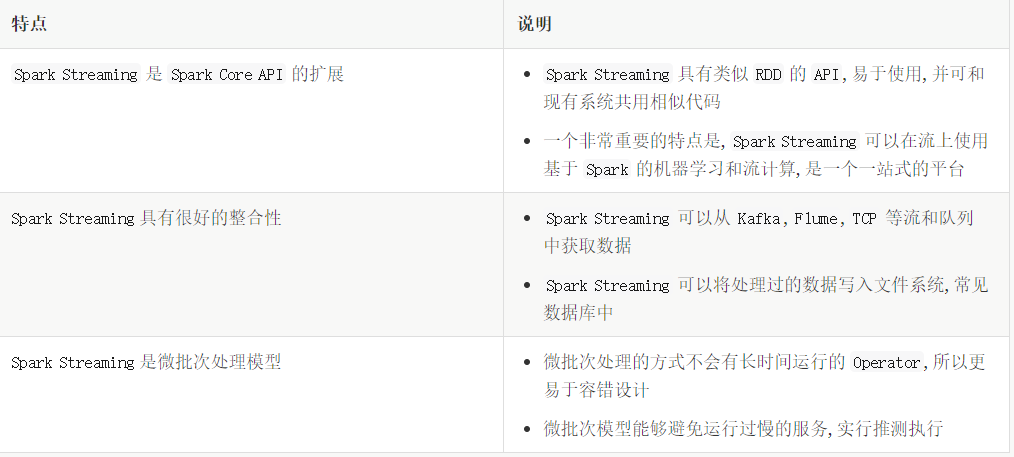 特点
说明
Spark Streaming 是 Spark Core API 的扩展
Spark Streaming 具有类似 RDD 的 API, 易于使用, 并可和
现有系统共用相似代码
一个非常重要的特点是, Spark Streaming 可以在流上使用
基于 Spark 的机器学习和流计算, 是一个一站式的平台
Spark Streaming 具有很好的整合性
Spark Streaming 可以从 Kafka, Flume, TCP 等流和队列
中获取数据
Spark Streaming 可以将处理过的数据写入文件系统, 常见
数据库中
Spark Streaming 是微批次处理模型
微批次处理的方式不会有长时间运行的 Operator, 所以更
易于容错设计
微批次模型能够避免运行过慢的服务, 实行推测执行